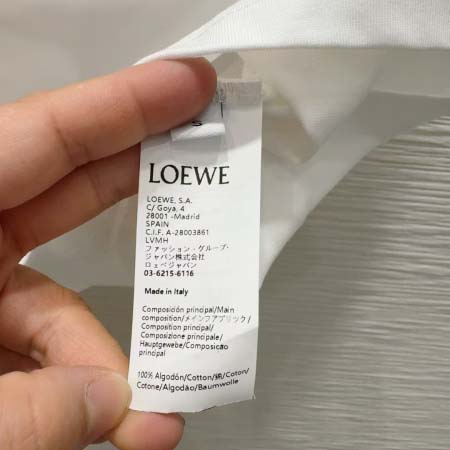 S
LOEWE
LOEWE, S.A.
C/ Goya, 4
28001 -Madrid
SPAIN
C.I.F. A-28003861
LVMH
ファッション・グループ・
ジャパン株式会社
ロエベジャパン
03-6215-6116
Made in Italy
Composición principal/Main
composition/メインファブリック/
Composition principal/
Composizione principale/
Hauptgewebe/Composição
principal
100% Algodón/Cotton/綿/Coton/
Cotone/Algodão/Baumwolle